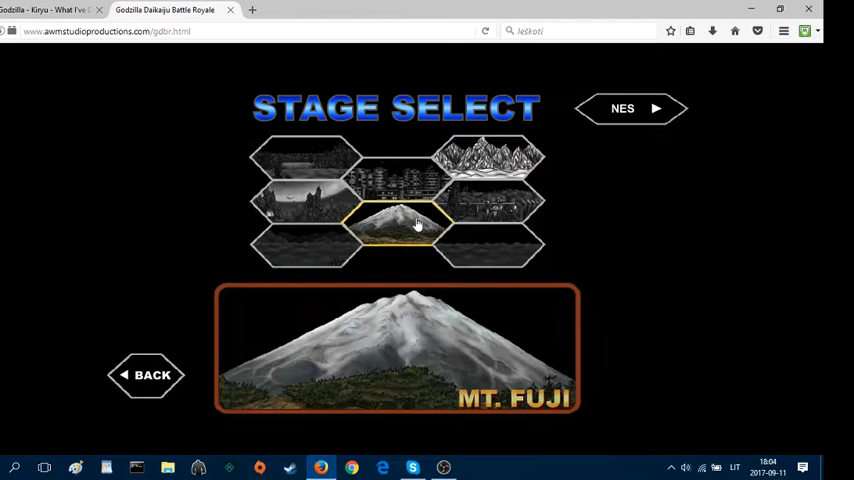 Godzilla - Kiryu - What I've
Godzilla Daikaiju Battle Royale
www.awmstudioproductions.com/gdbr.html
Ieškoti
STAGE SELECT
NES
BACK
MT. FUJI
LIT
18:04
2017-09-11